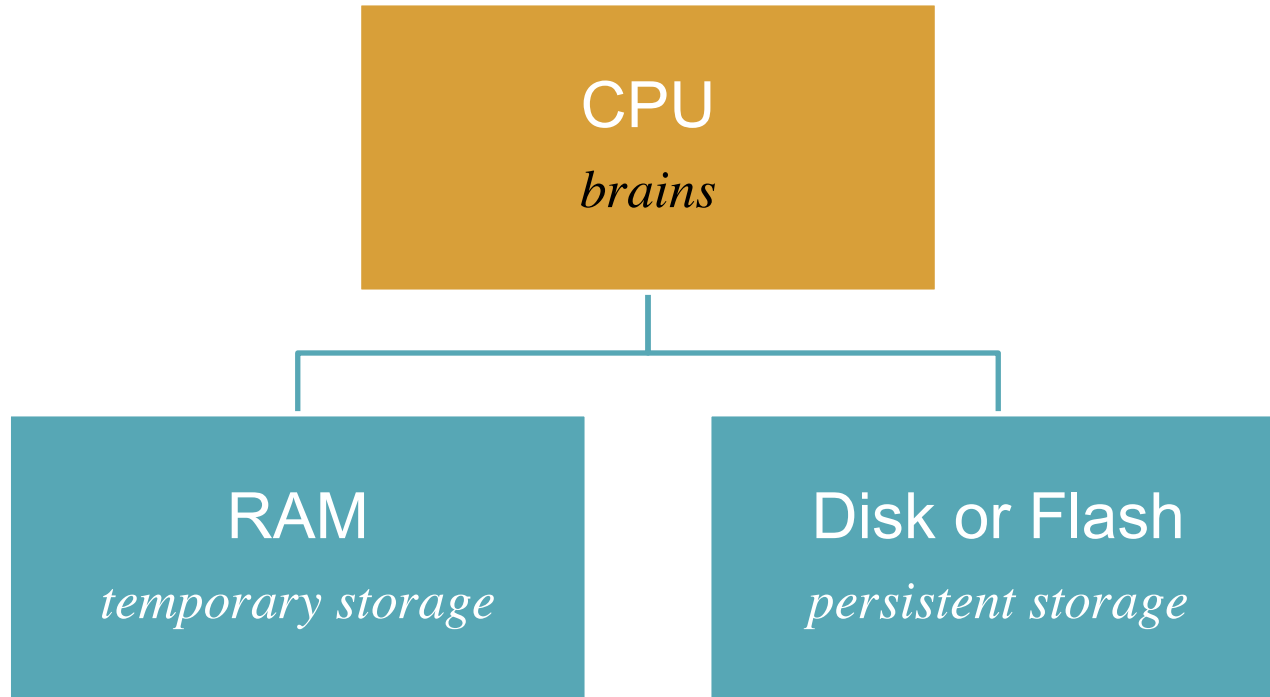 CPU
brains
RAM
temporary storage
Disk or Flash
persistent storage